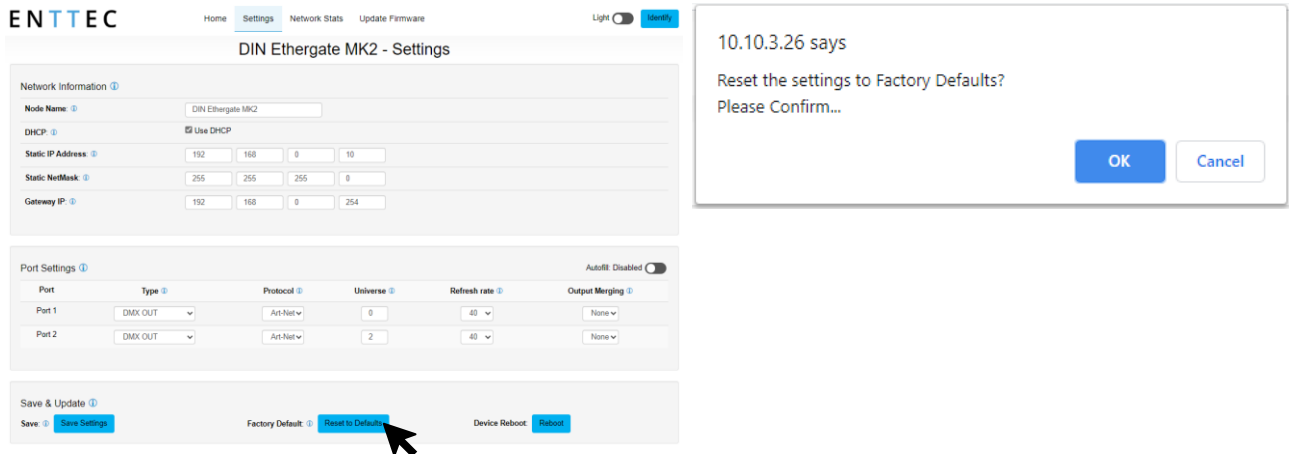 ENTTEC
Home Settings Network Stats Update Firmware
Light Identify
DIN Ethergate MK2 - Settings
Network Information
Node Name: DIN Ethergate MK2
DHCP: Use DHCP
Static IP Address: 192 168 0 10
Static NetMask: 255 255 255 0
Gateway IP: 192 168 0 254
Port Settings Autofill: Disabled
Port Type Protocol Universe Refresh rate Output Merging
Port 1 DMX OUT Art-Net 0 40 None
Port 2 DMX OUT Art-Net 2 40 None
Save & Update
Save: Save Settings Factory Default: Reset to Defaults Device Reboot: Reboot
10.10.3.26 says
Reset the settings to Factory Defaults?
Please Confirm...
OK Cancel